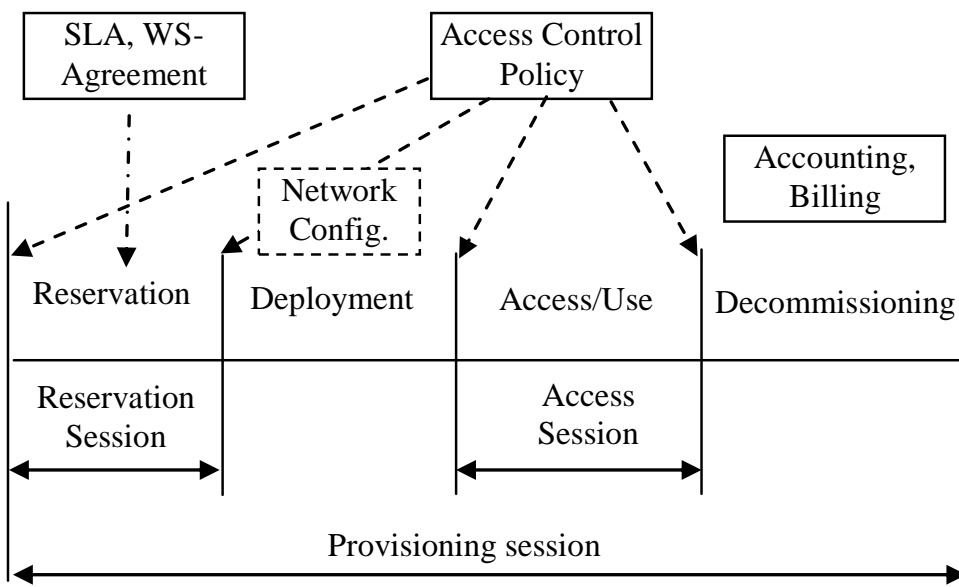 SLA, WS-
Agreement
Access Control
Policy
Accounting,
Billing
Network
Config.
Reservation
Deployment
Access/Use
Decommissioning
Reservation
Session
Access
Session
Provisioning session